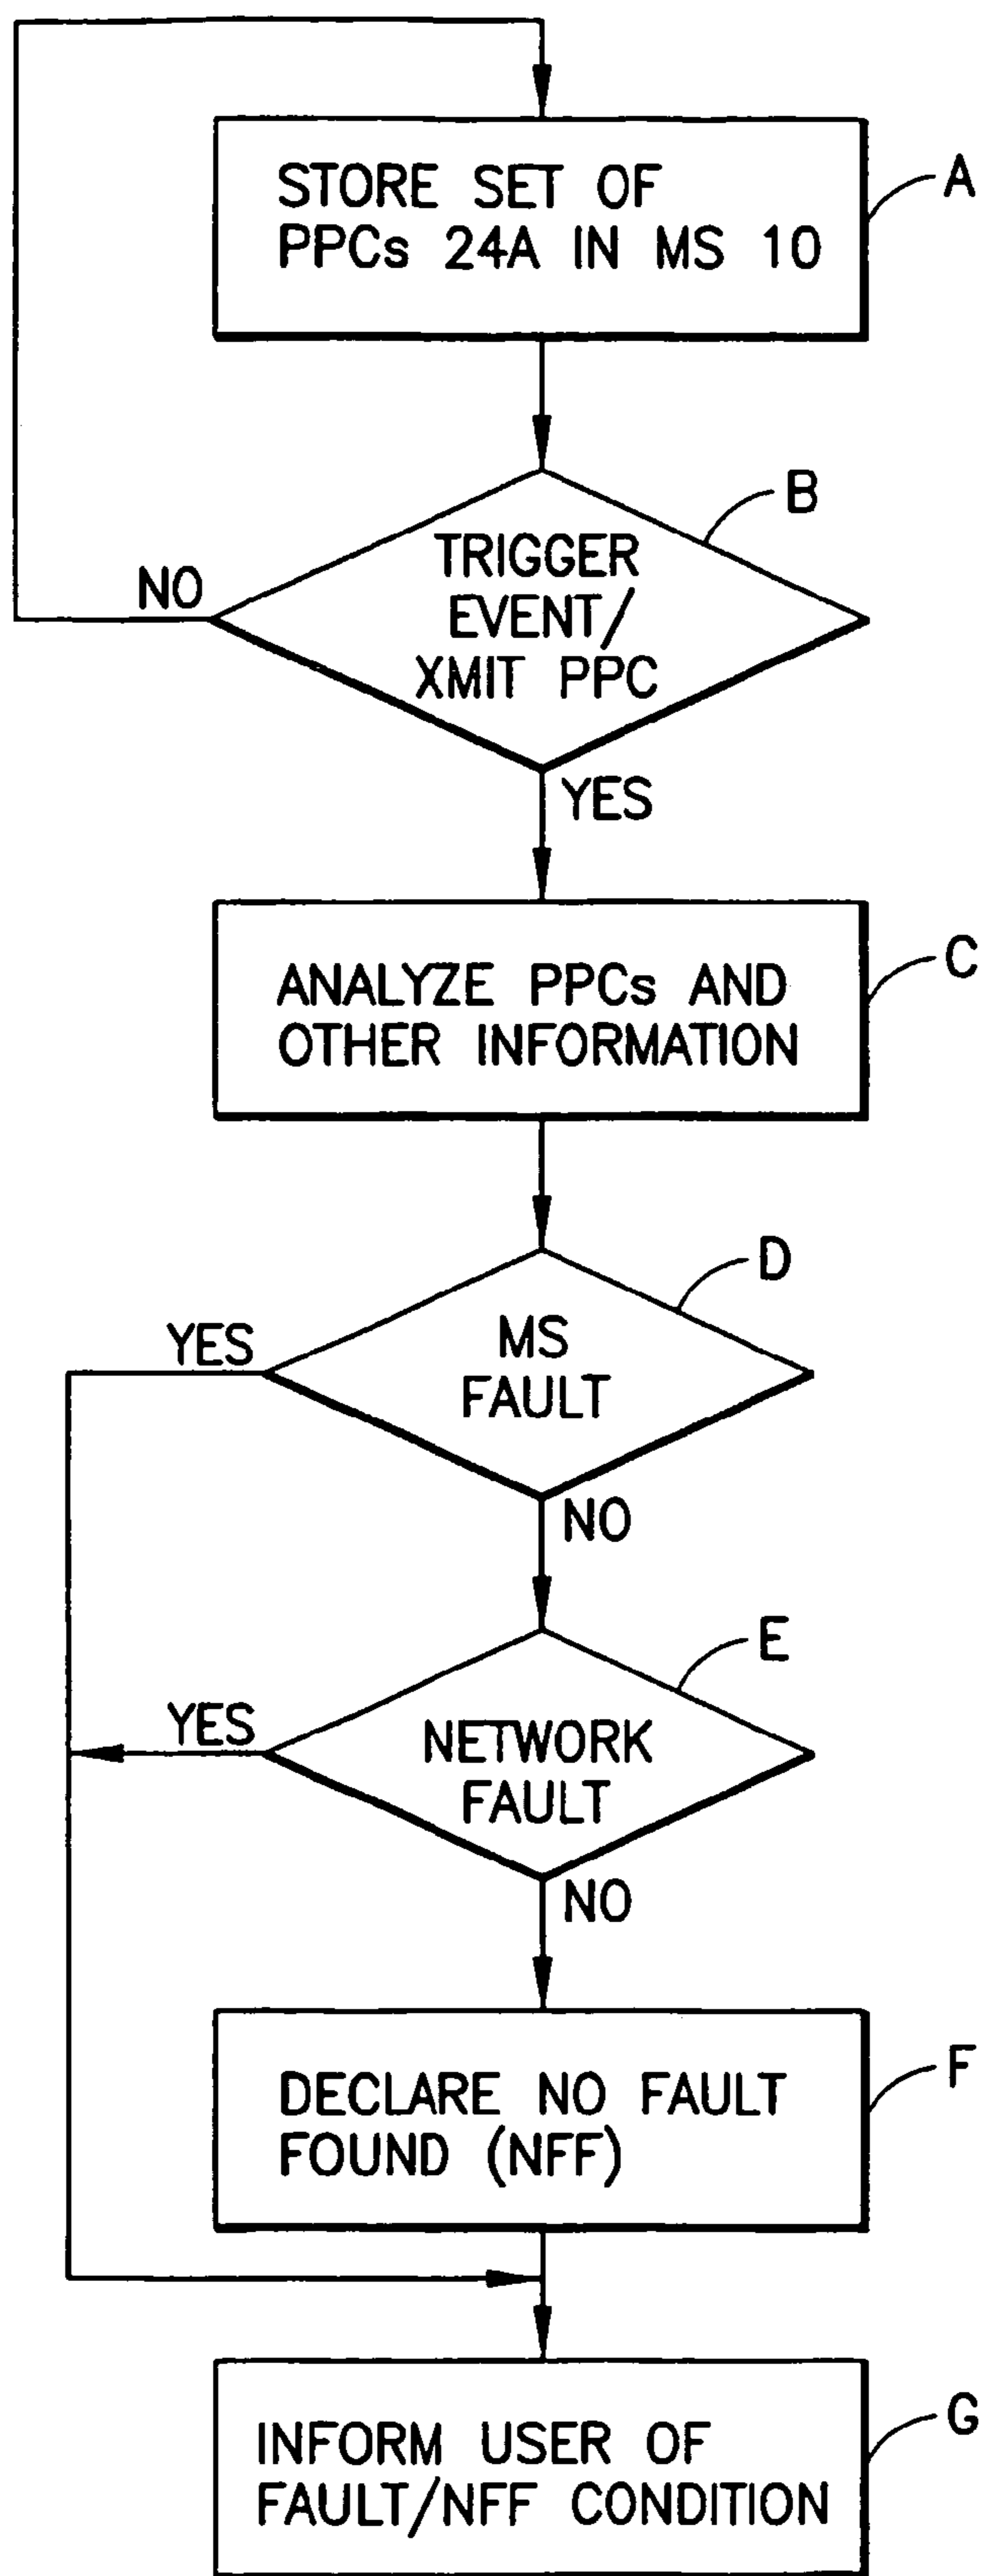 STORE SET OF
PPCs 24A IN MS 10
A
B
TRIGGER
EVENT/
XMIT PPC
NO
YES
ANALYZE PPCs AND
OTHER INFORMATION
C
D
MS
FAULT
YES
NO
E
NETWORK
FAULT
YES
NO
DECLARE NO FAULT
FOUND (NFF)
F
INFORM USER OF
FAULT/NFF CONDITION
G